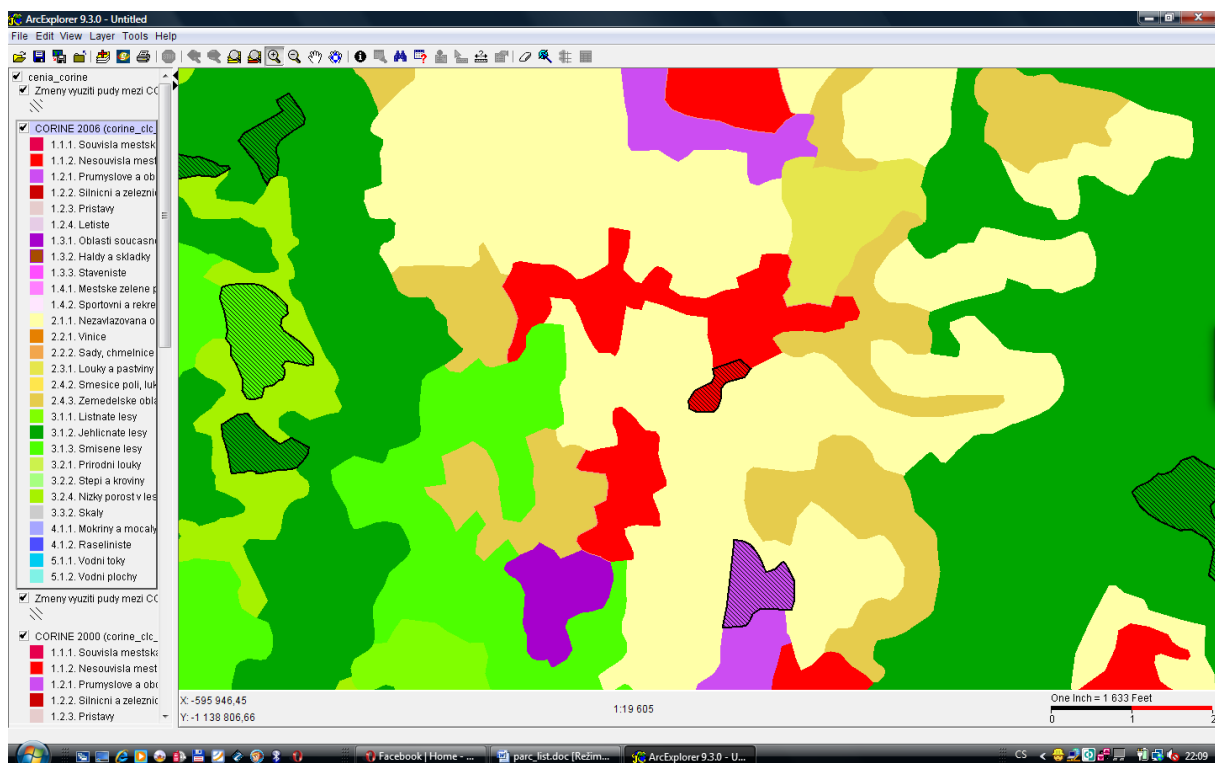 ArcExplorer 9.3.0 - Untitled
File Edit View Layer Tools Help
cenia_corine
Zmeny vyuziti pudy mezi CO
CORINE 2006 (corine_clc_
1.1.1. Souvisla mestsk
1.1.2. Nesouvisla mest
1.2.1. Prumyslove a ob
1.2.2. Silnicni a zelezni
1.2.3. Pristavy
1.2.4. Letiste
1.3.1. Oblasti soucasn
1.3.2. Haldy a skladky
1.3.3. Staveniste
1.4.1. Mestske zelene p
1.4.2. Sportovni a rekre
2.1.1. Nezavlazovana o
2.2.1. Vinice
2.2.2. Sady, chmelnice
2.3.1. Louky a pastviny
2.4.2. Smesice poli, luk
2.4.3. Zemedelske obla
3.1.1. Listnate lesy
3.1.2. Jehlicnate lesy
3.1.3. Smisene lesy
3.2.1. Prirodni louky
3.2.2. Stepi a kroviny
3.2.4. Nizky porost v les
3.3.2. Skaly
4.1.1. Mokriny a mocaly
4.1.2. Raseliniste
5.1.1. Vodni toky
5.1.2. Vodni plochy
Zmeny vyuziti pudy mezi CO
CORINE 2000 (corine_clc_
1.1.1. Souvisla mestska
1.1.2. Nesouvisla mest
1.2.1. Prumyslove a obc
1.2.2. Silnicni a zeleznic
1.2.3. Pristavy
X: -595 946,45
Y: -1 138 806,66
1:19 605
One Inch = 1 633 Feet
0 1 2
Facebook | Home - ...
parc_list.doc [Režim...
ArcExplorer 9.3.0 - U...
CS
22:09